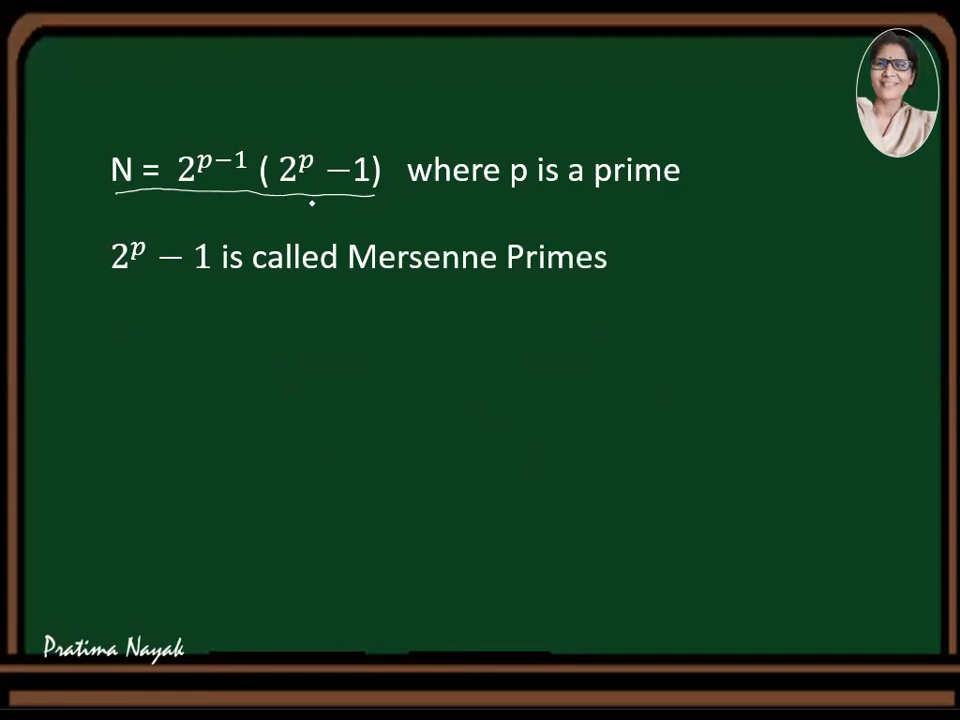 N = 2^{p−1} ( 2^p −1) where p is a prime
2^p − 1 is called Mersenne Primes
Pratima Nayak